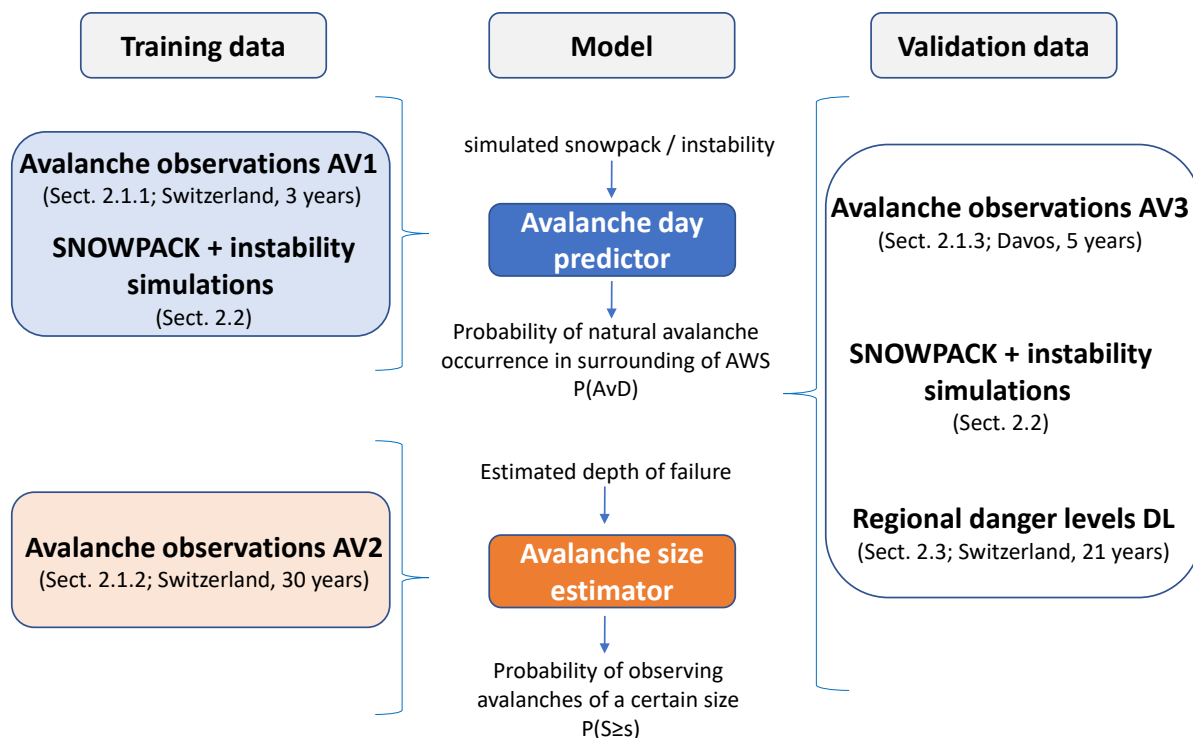 Training data
Model
Validation data
Avalanche observations AV1
(Sect. 2.1.1; Switzerland, 3 years)
SNOWPACK + instability
simulations
(Sect. 2.2)
simulated snowpack / instability
Avalanche day
predictor
Probability of natural avalanche
occurrence in surrounding of AWS
P(AvD)
Avalanche observations AV2
(Sect. 2.1.2; Switzerland, 30 years)
Estimated depth of failure
Avalanche size
estimator
Probability of observing
avalanches of a certain size
P(S≥s)
Avalanche observations AV3
(Sect. 2.1.3; Davos, 5 years)
SNOWPACK + instability
simulations
(Sect. 2.2)
Regional danger levels DL
(Sect. 2.3; Switzerland, 21 years)